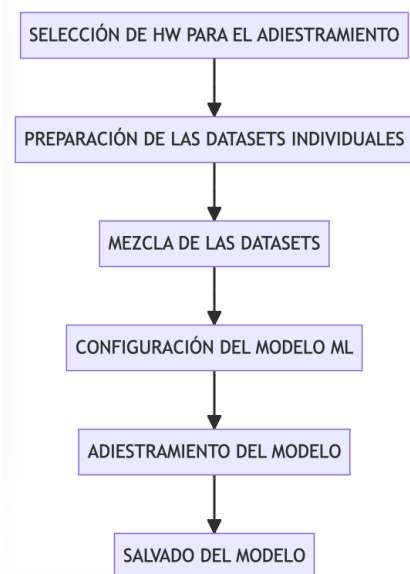 SELECCIÓN DE HW PARA EL ADIESTRAMIENTO
PREPARACIÓN DE LAS DATASETS INDIVIDUALES
MEZCLA DE LAS DATASETS
CONFIGURACIÓN DEL MODELO ML
ADIESTRAMIENTO DEL MODELO
SALVADO DEL MODELO